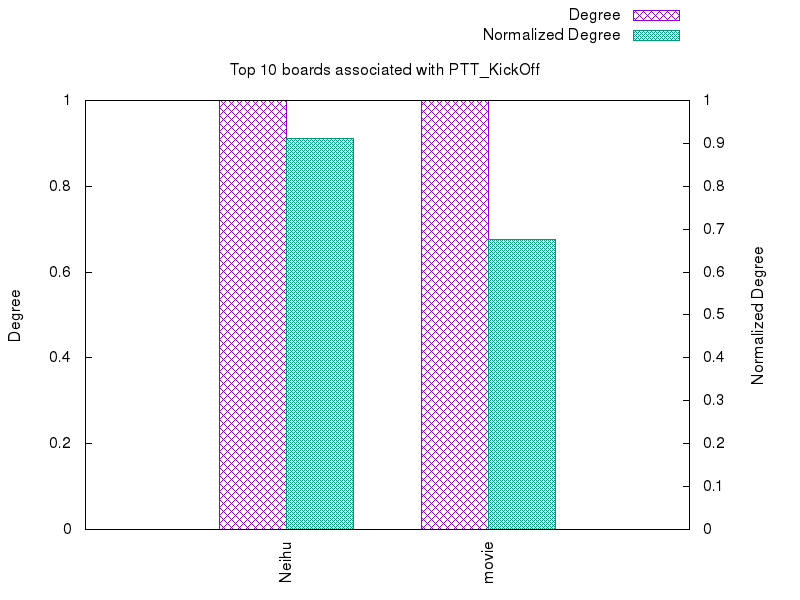 Degree
Normalized Degree
Top 10 boards associated with PTT_KickOff
1
0.8
0.6
0.4
0.2
0
1
0.9
0.8
0.7
0.6
0.5
0.4
0.3
0.2
0.1
0
Degree
Normalized Degree
Neihu
movie